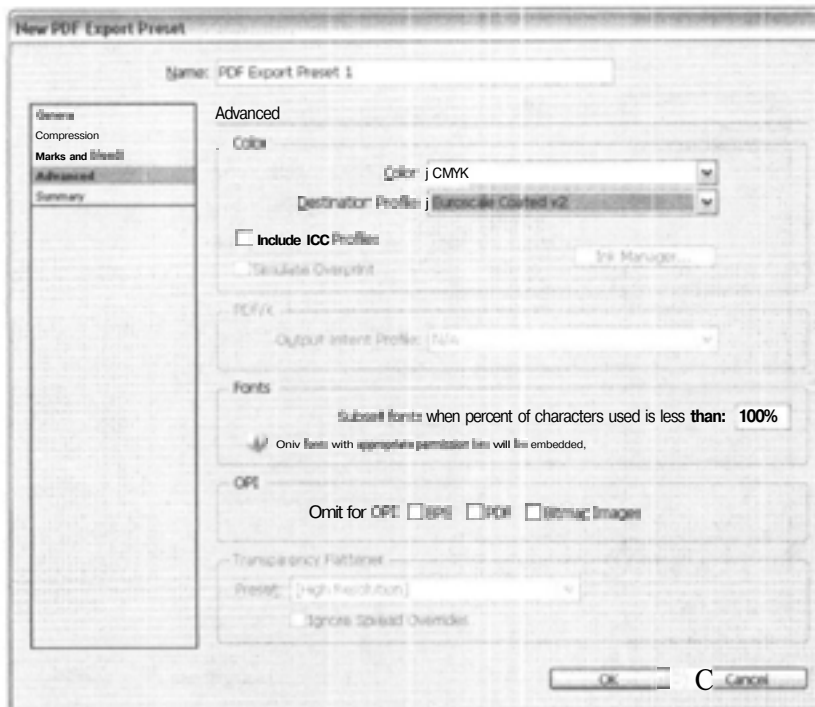 New PDF Export Preset
Name: PDF Export Preset 1
General
Compression
Marks and Bleeds
Advanced
Summary
Advanced
Color
Color: j CMYK
Destination Profile: j Euroscale Coated v2
Include ICC Profiles
Simulate Overprint
Ink Manager...
PDF/X
Output Intent Profile: N/A
Fonts
Subset fonts when percent of characters used is less than: 100%
Oniv fonts with appropriate permission bits will be embedded,
OPI
Omit for OPI: EPS PDF Bitmap Images
Transparency Flattener
Preset: [High Resolution]
Ignore Spread Overrides
OK C Cancel